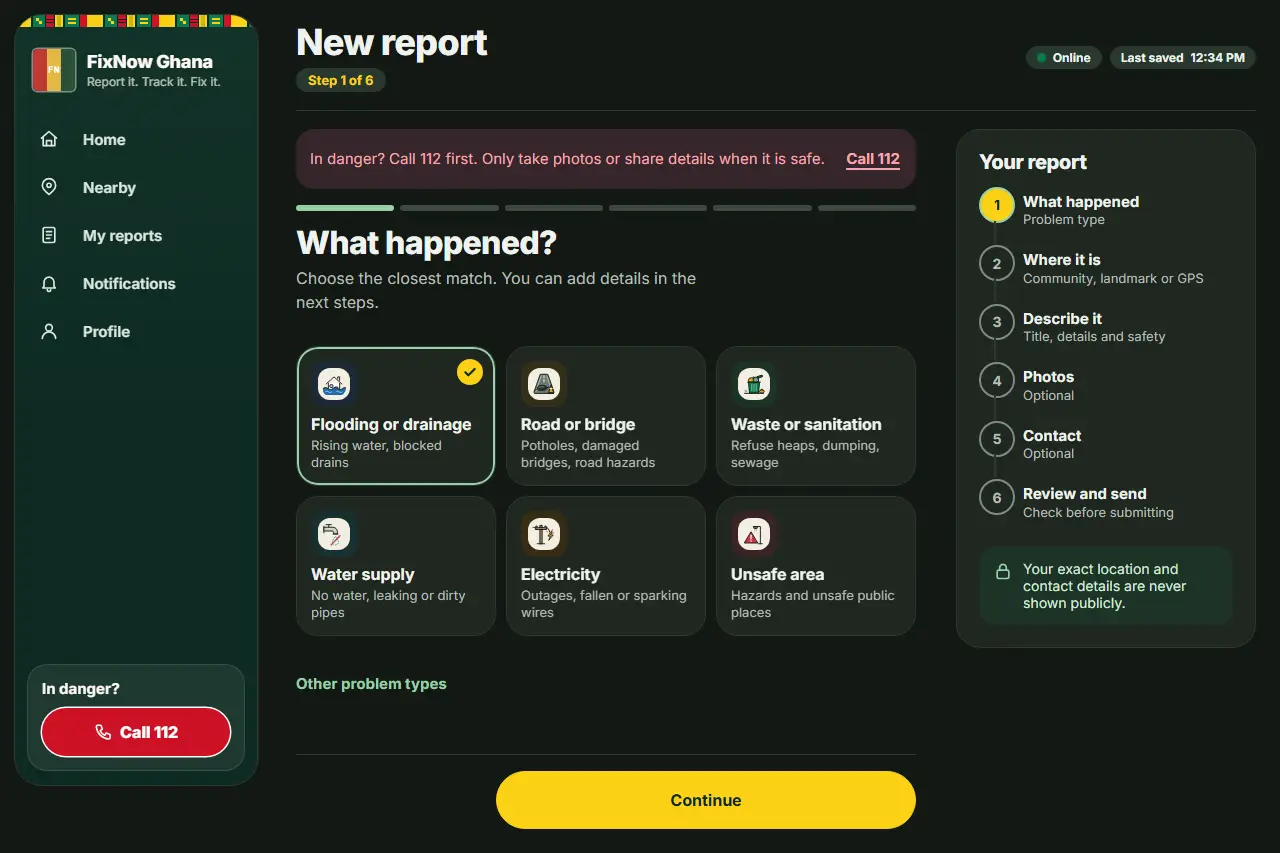 FN
FixNow Ghana
Report it. Track it. Fix it.
Home
Nearby
My reports
Notifications
Profile
In danger?
Call 112
New report
Step 1 of 6
Online
Last saved 12:34 PM
In danger? Call 112 first. Only take photos or share details when it is safe.
Call 112
What happened?
Choose the closest match. You can add details in the
next steps.
Flooding or drainage
Rising water, blocked
drains
Road or bridge
Potholes, damaged
bridges, road hazards
Waste or sanitation
Refuse heaps, dumping,
sewage
Water supply
No water, leaking or dirty
pipes
Electricity
Outages, fallen or sparking
wires
Unsafe area
Hazards and unsafe public
places
Other problem types
Continue
Your report
1
What happened
Problem type
2
Where it is
Community, landmark or GPS
3
Describe it
Title, details and safety
4
Photos
Optional
5
Contact
Optional
6
Review and send
Check before submitting
Your exact location and
contact details are never
shown publicly.